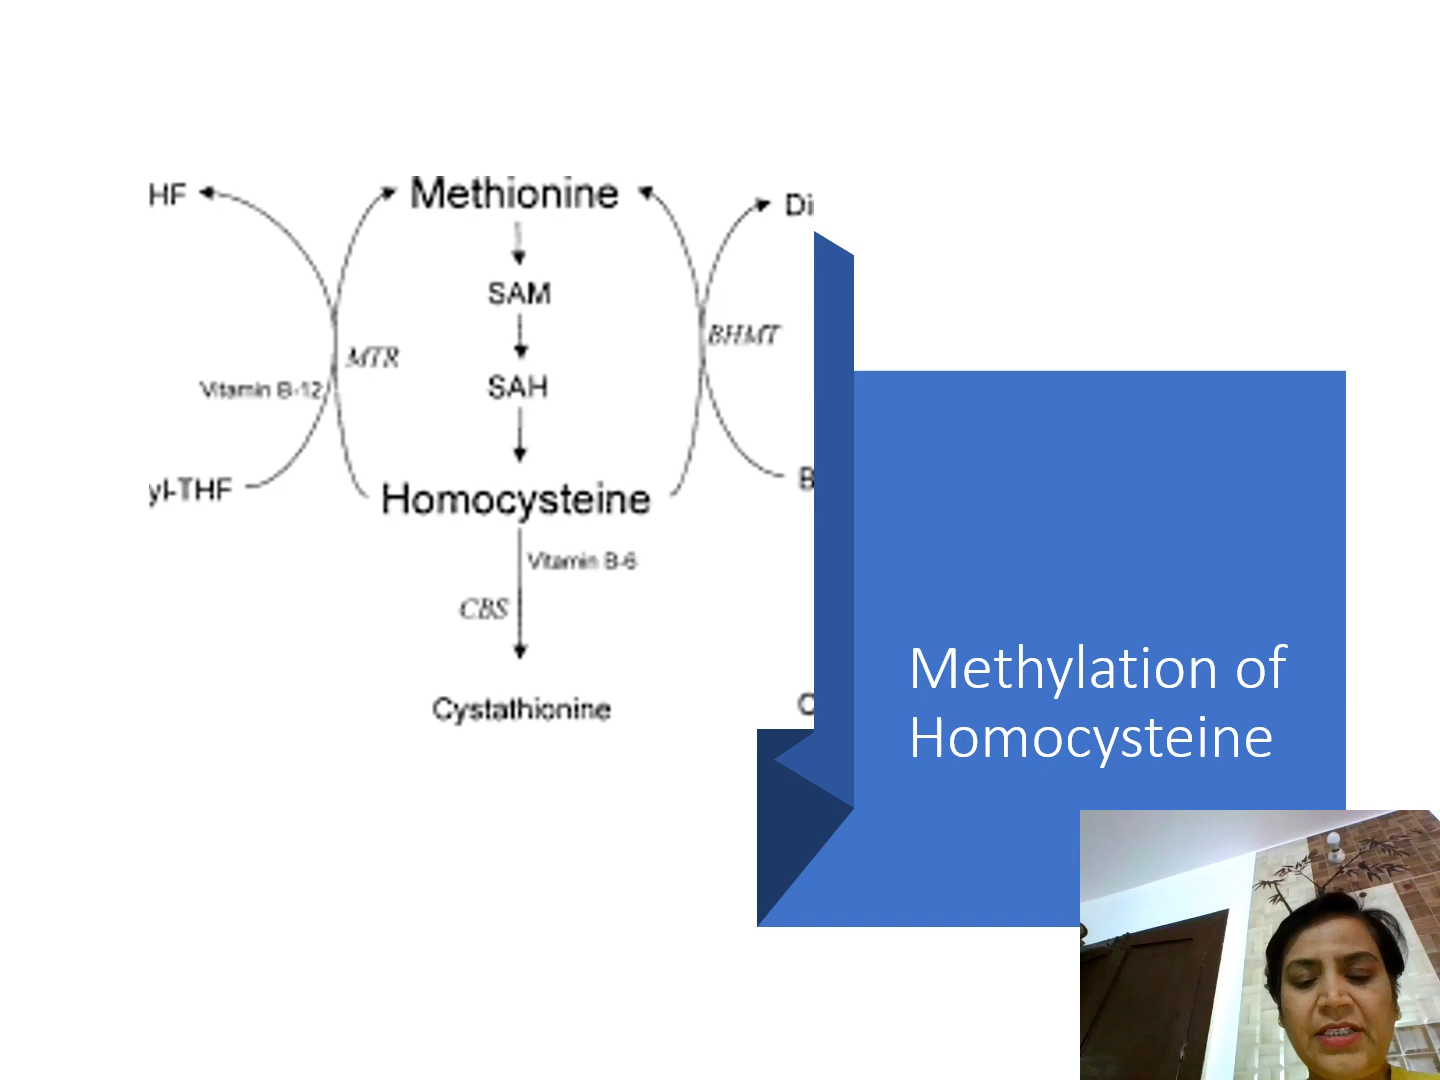 HF
Methionine
Di
SAM
BHMT
MTR
SAH
Vitamin B-12
B
yl-THF
Homocysteine
Vitamin B-6
CBS
Cystathionine
Methylation of
Homocysteine